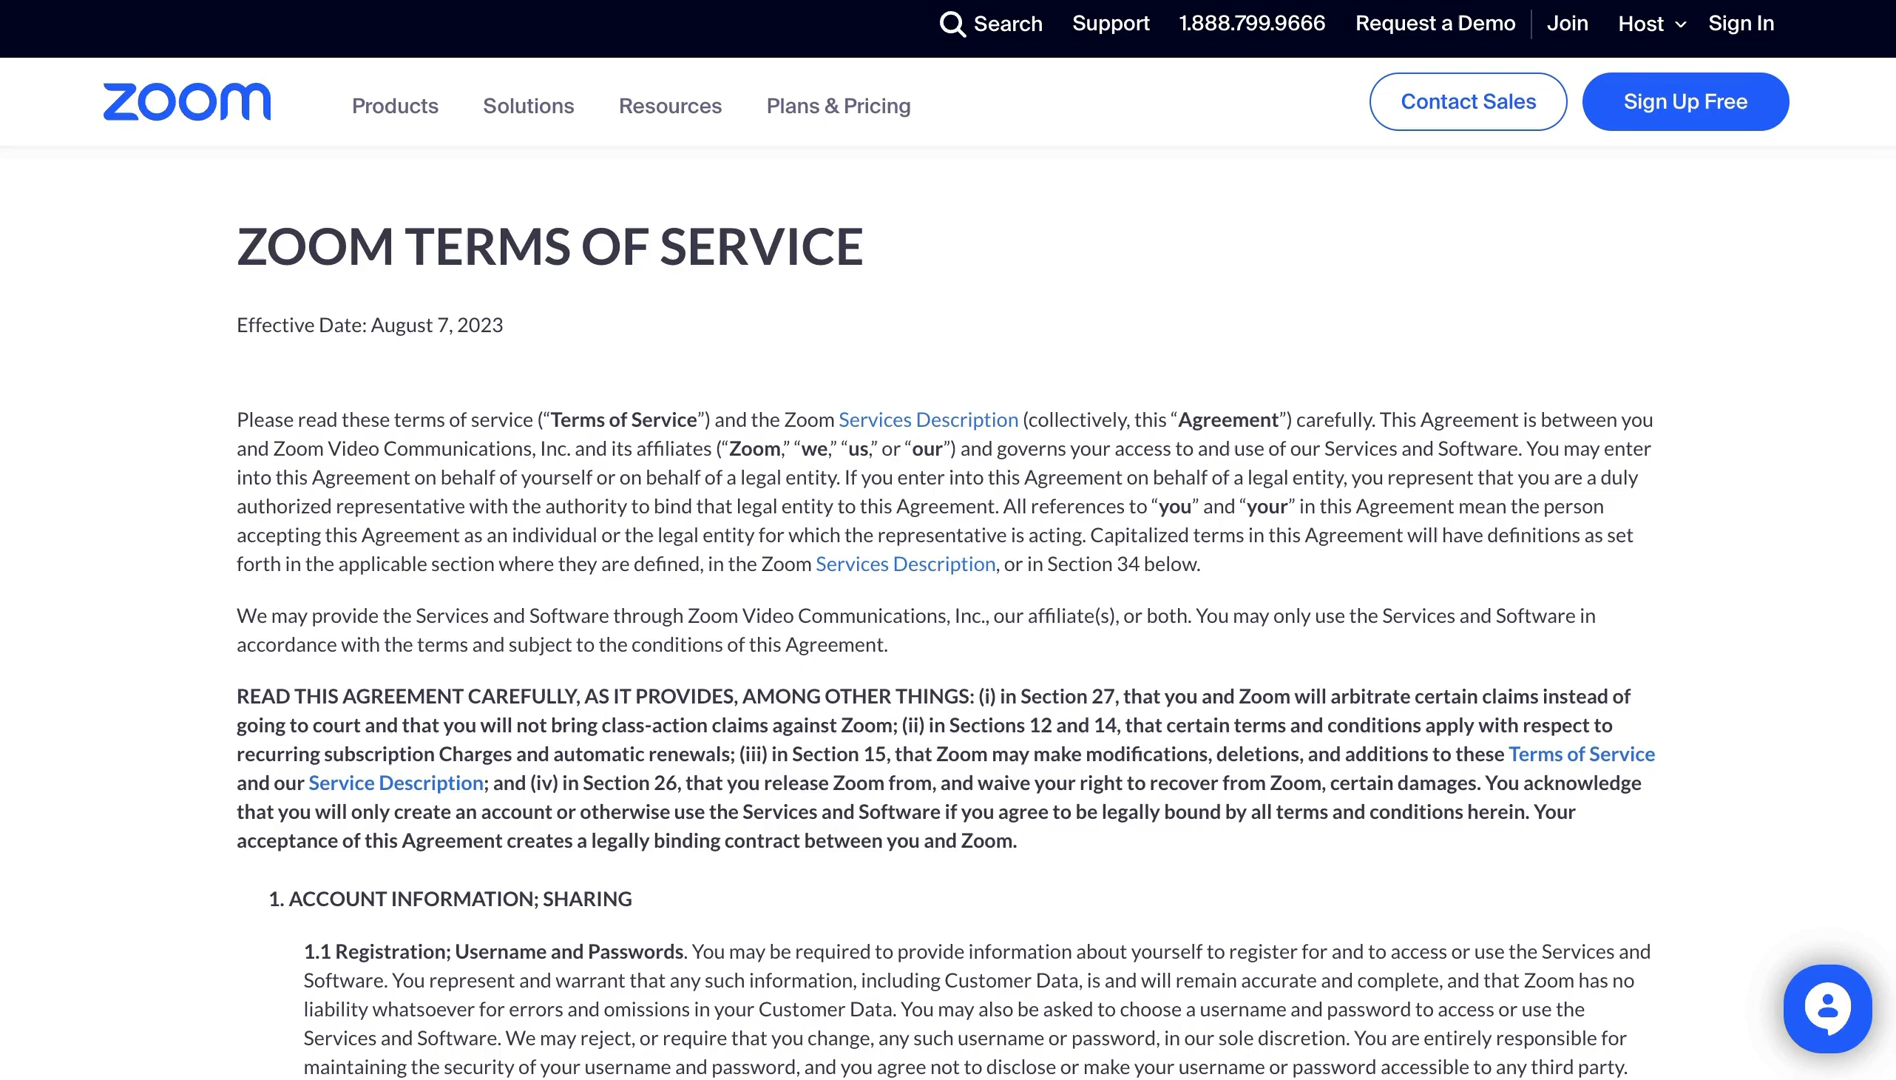 Search Support 1.888.799.9666 Request a Demo Join Host Sign In
zoom Products Solutions Resources Plans & Pricing Contact Sales Sign Up Free
ZOOM TERMS OF SERVICE
Effective Date: August 7, 2023
Please read these terms of service (“Terms of Service”) and the Zoom Services Description (collectively, this “Agreement”) carefully. This Agreement is between you
and Zoom Video Communications, Inc. and its affiliates (“Zoom,” “we,” “us,” or “our”) and governs your access to and use of our Services and Software. You may enter
into this Agreement on behalf of yourself or on behalf of a legal entity. If you enter into this Agreement on behalf of a legal entity, you represent that you are a duly
authorized representative with the authority to bind that legal entity to this Agreement. All references to “you” and “your” in this Agreement mean the person
accepting this Agreement as an individual or the legal entity for which the representative is acting. Capitalized terms in this Agreement will have definitions as set
forth in the applicable section where they are defined, in the Zoom Services Description, or in Section 34 below.
We may provide the Services and Software through Zoom Video Communications, Inc., our affiliate(s), or both. You may only use the Services and Software in
accordance with the terms and subject to the conditions of this Agreement.
READ THIS AGREEMENT CAREFULLY, AS IT PROVIDES, AMONG OTHER THINGS: (i) in Section 27, that you and Zoom will arbitrate certain claims instead of
going to court and that you will not bring class-action claims against Zoom; (ii) in Sections 12 and 14, that certain terms and conditions apply with respect to
recurring subscription Charges and automatic renewals; (iii) in Section 15, that Zoom may make modifications, deletions, and additions to these Terms of Service
and our Service Description; and (iv) in Section 26, that you release Zoom from, and waive your right to recover from Zoom, certain damages. You acknowledge
that you will only create an account or otherwise use the Services and Software if you agree to be legally bound by all terms and conditions herein. Your
acceptance of this Agreement creates a legally binding contract between you and Zoom.
1. ACCOUNT INFORMATION; SHARING
1.1 Registration; Username and Passwords. You may be required to provide information about yourself to register for and to access or use the Services and
Software. You represent and warrant that any such information, including Customer Data, is and will remain accurate and complete, and that Zoom has no
liability whatsoever for errors and omissions in your Customer Data. You may also be asked to choose a username and password to access or use the
Services and Software. We may reject, or require that you change, any such username or password, in our sole discretion. You are entirely responsible for
maintaining the security of your username and password, and you agree not to disclose or make your username or password accessible to any third party.